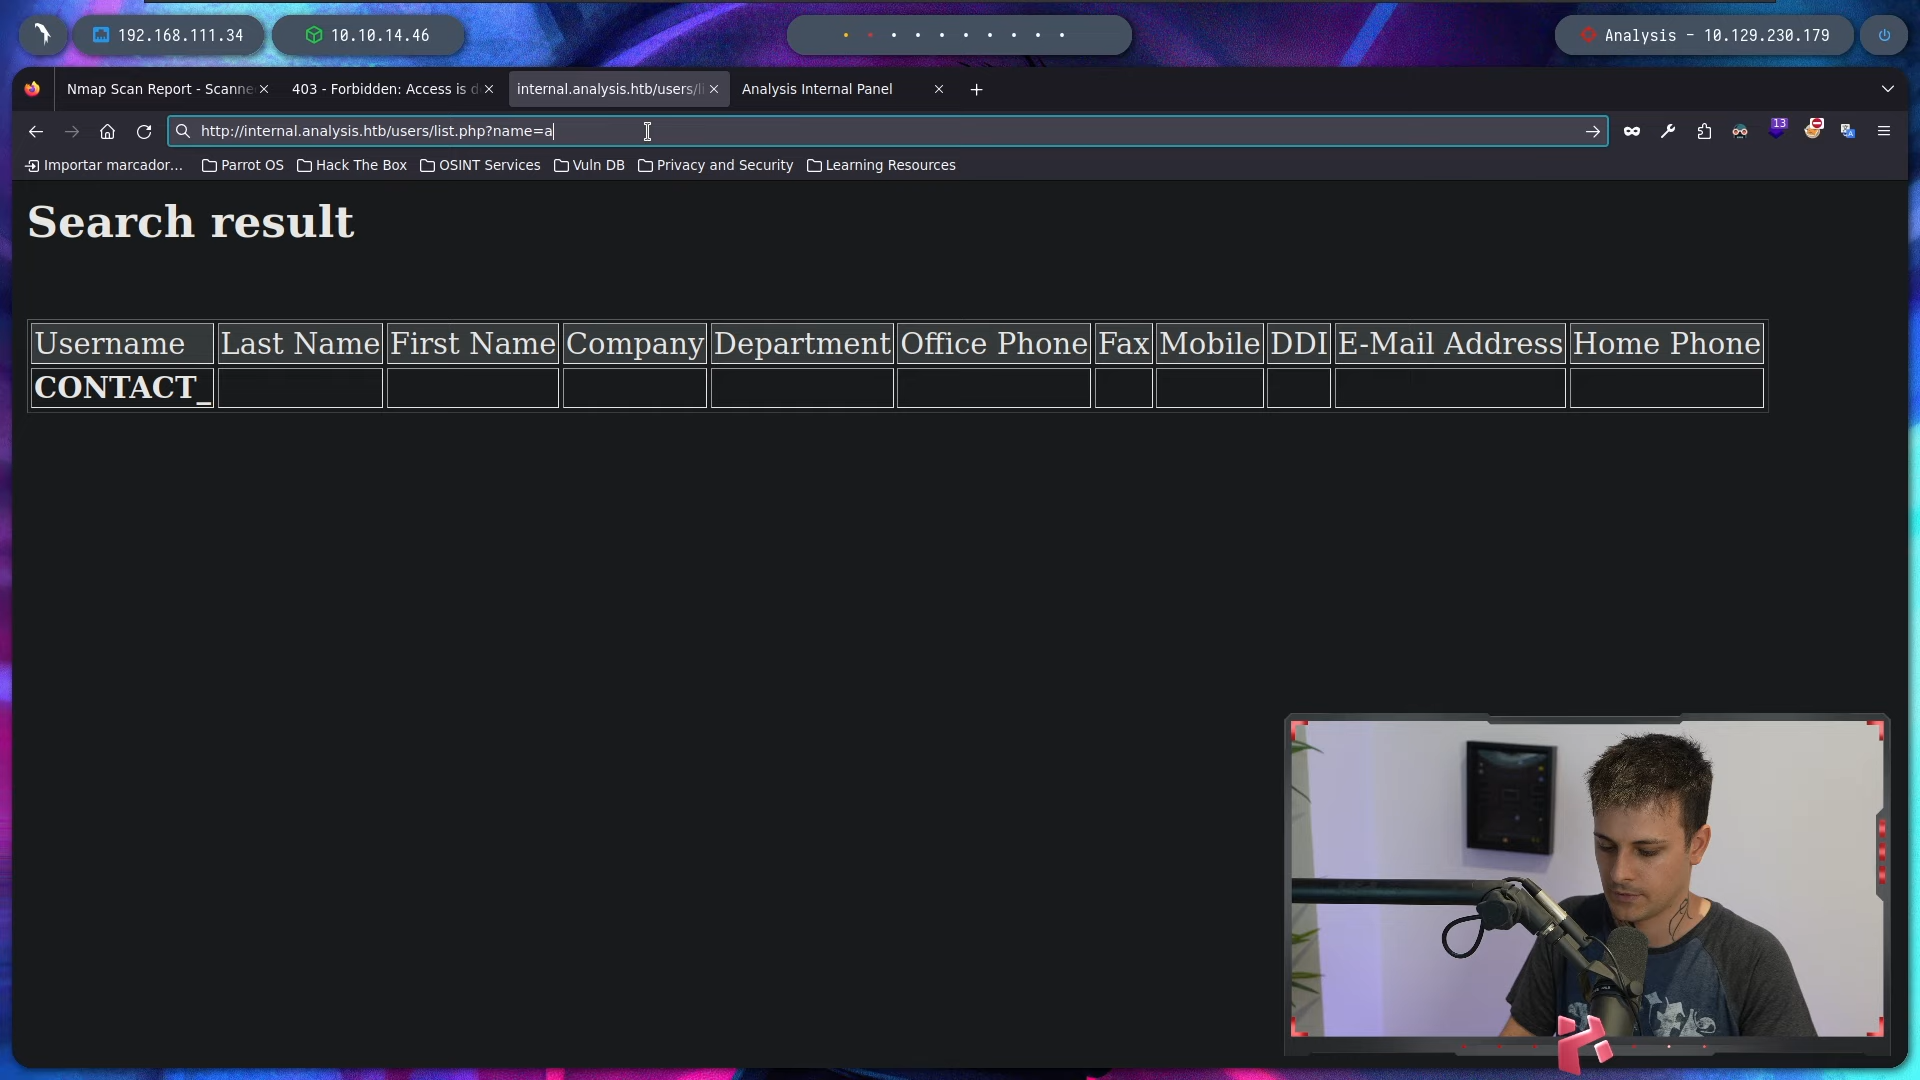 192.168.111.34
10.10.14.46
Analysis - 10.129.230.179
Nmap Scan Report - Scanne
403 - Forbidden: Access is d
internal.analysis.htb/users/li
Analysis Internal Panel
http://internal.analysis.htb/users/list.php?name=a
13
Importar marcador...
Parrot OS
Hack The Box
OSINT Services
Vuln DB
Privacy and Security
Learning Resources
Search result
Username Last Name First Name Company Department Office Phone Fax Mobile DDI E-Mail Address Home Phone
CONTACT_